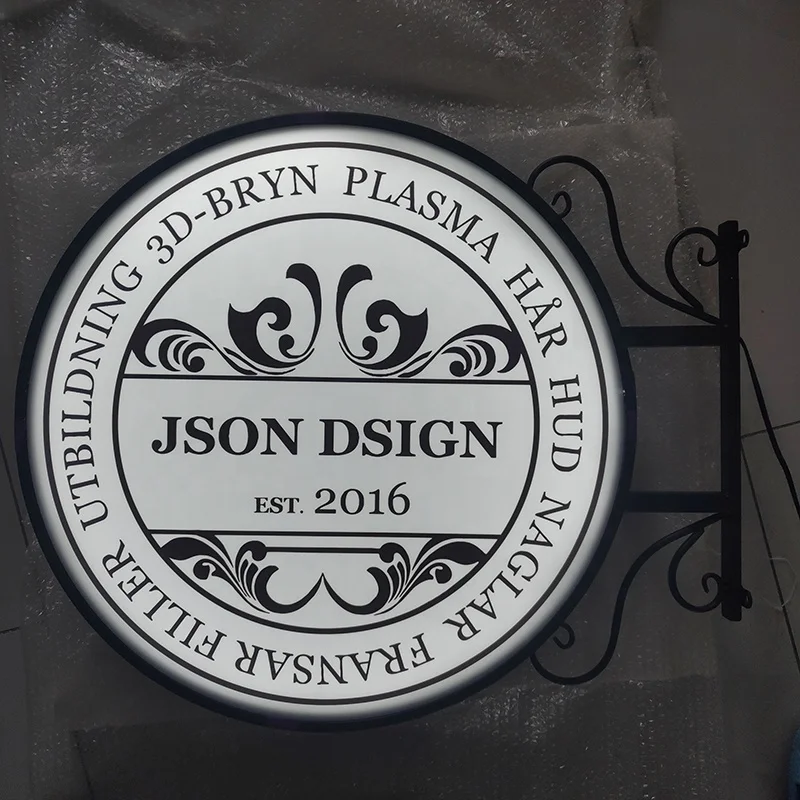 3D-BRYN PLASMA HÅR HUD NAGLAR FRANSAR FILLER UTBILDNING
JSON DSIGN
EST. 2016